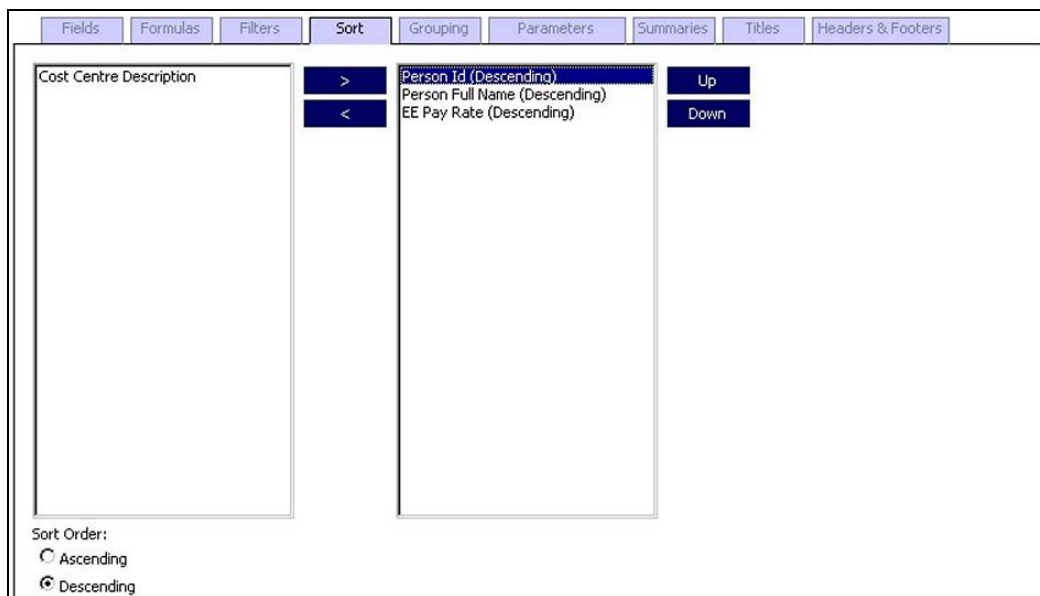 Fields Formulas Filters Sort Grouping Parameters Summaries Titles Headers & Footers
Cost Centre Description
>
<
Person Id (Descending)
Person Full Name (Descending)
EE Pay Rate (Descending)
Up
Down
Sort Order:
Ascending
Descending